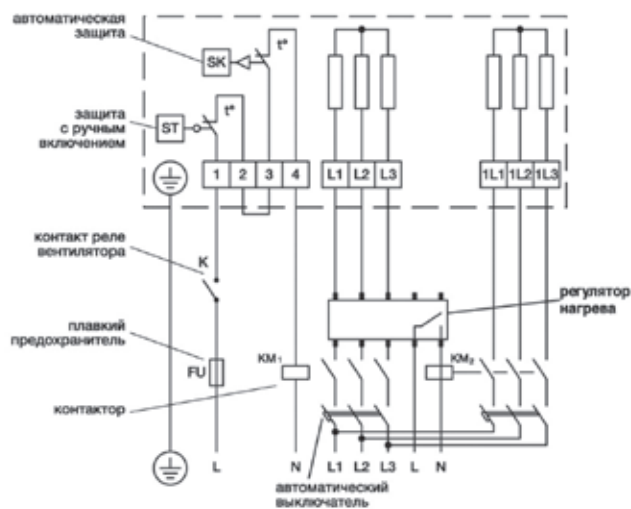 автоматическая
защита
SK
t°
защита
с ручным
включением
ST
t°
1 2 3 4 L1 L2 L3 1L1 1L2 1L3
контакт реле
вентилятора
K
регулятор
нагрева
плавкий
предохранитель
FU
KM1
KM2
контактор
L N L1 L2 L3 L N
автоматический
выключатель